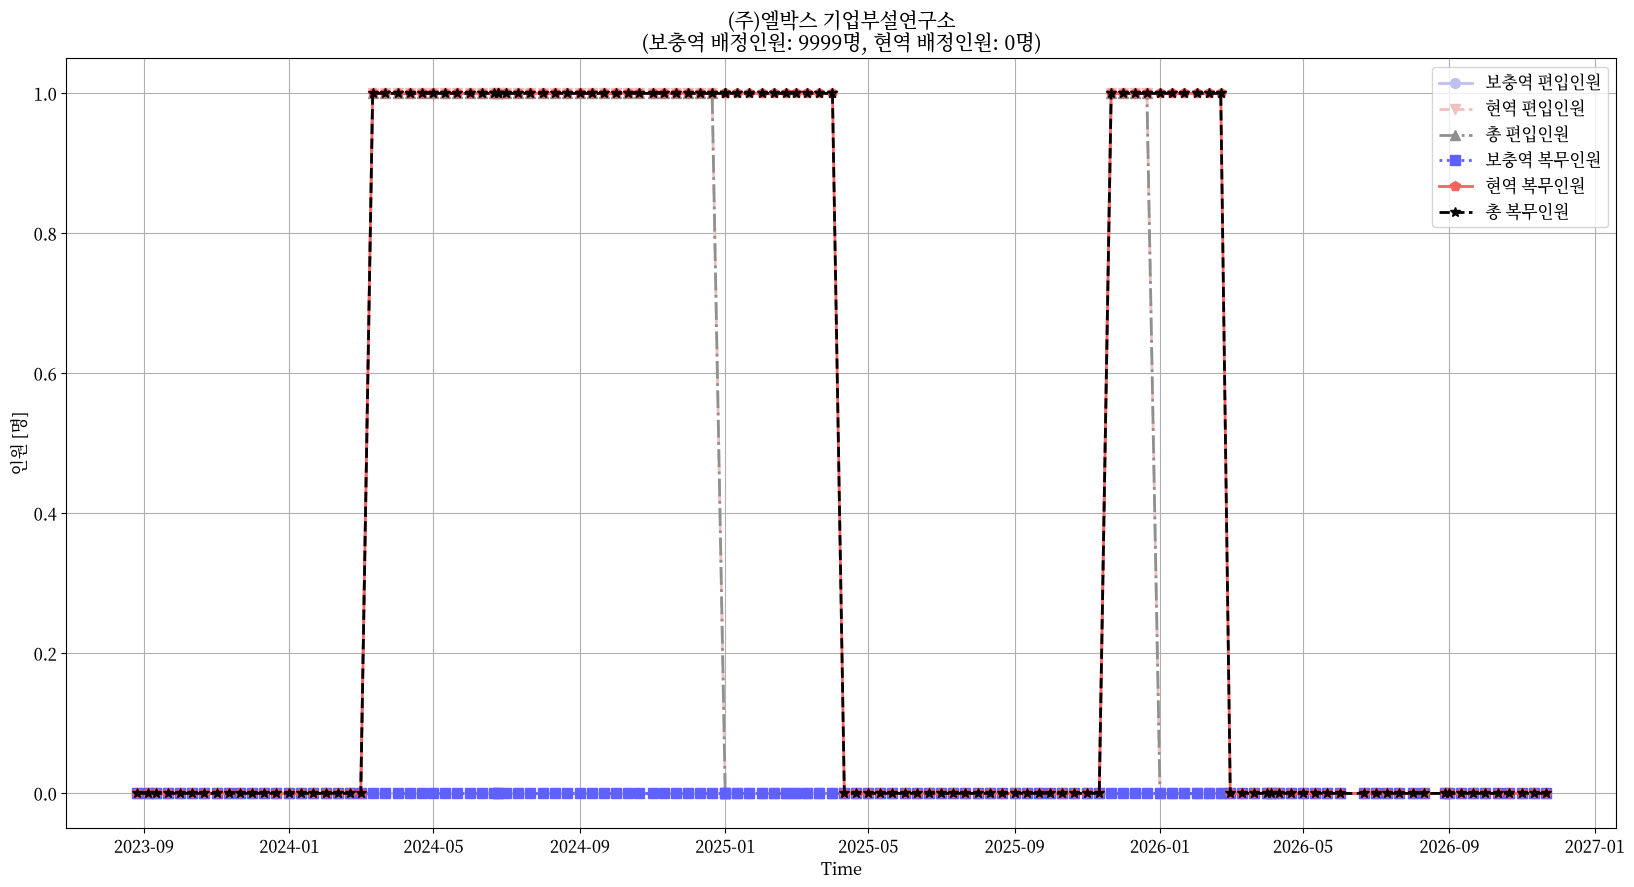 (주)엘박스 기업부설연구소
(보충역 배정인원: 9999명, 현역 배정인원: 0명)
1.0
0.8
0.6
0.4
0.2
0.0
인원 [명]
보충역 편입인원
현역 편입인원
총 편입인원
보충역 복무인원
현역 복무인원
총 복무인원
2023-09 2024-01 2024-05 2024-09 2025-01 2025-05 2025-09 2026-01 2026-05 2026-09 2027-01
Time